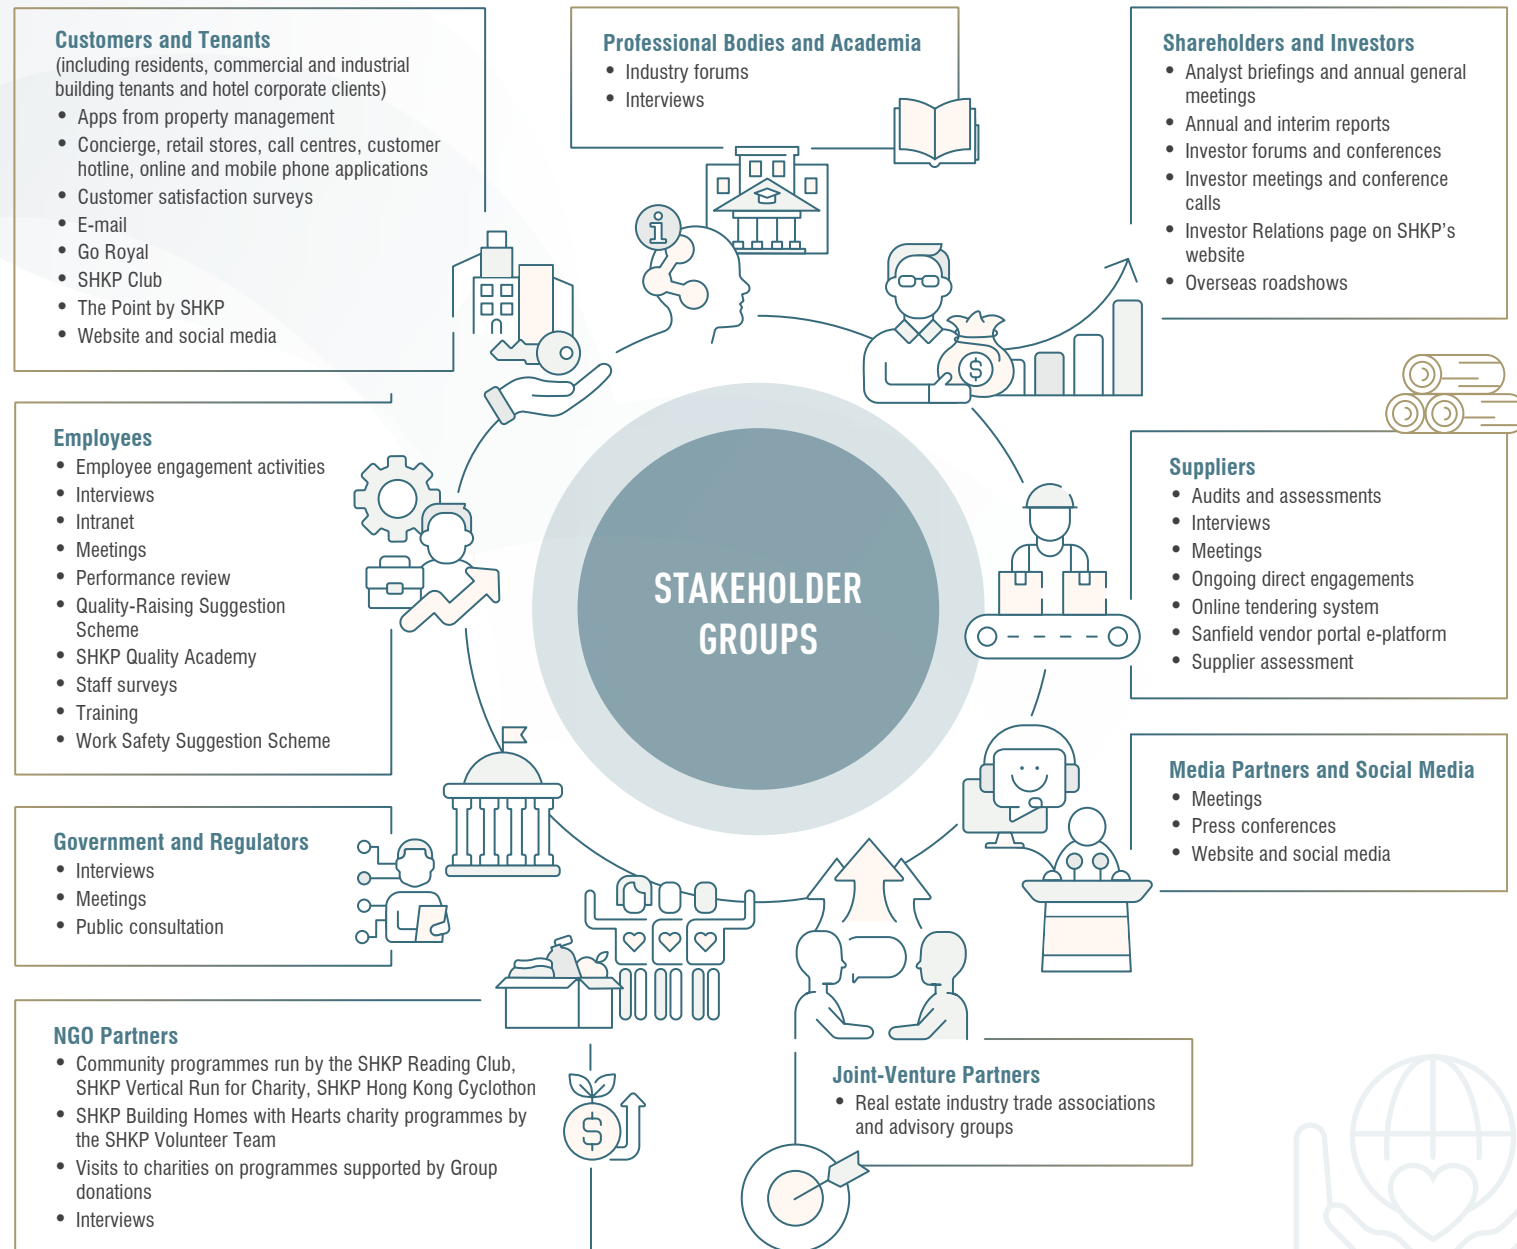 Customers and Tenants
(including residents, commercial and industrial
building tenants and hotel corporate clients)
• Apps from property management
• Concierge, retail stores, call centres, customer
hotline, online and mobile phone applications
• Customer satisfaction surveys
• E-mail
• Go Royal
• SHKP Club
• The Point by SHKP
• Website and social media
Professional Bodies and Academia
• Industry forums
• Interviews
Shareholders and Investors
• Analyst briefings and annual general
meetings
• Annual and interim reports
• Investor forums and conferences
• Investor meetings and conference
calls
• Investor Relations page on SHKP's
website
• Overseas roadshows
Employees
• Employee engagement activities
• Interviews
• Intranet
• Meetings
• Performance review
• Quality-Raising Suggestion
Scheme
• SHKP Quality Academy
• Staff surveys
• Training
• Work Safety Suggestion Scheme
STAKEHOLDER
GROUPS
Suppliers
• Audits and assessments
• Interviews
• Meetings
• Ongoing direct engagements
• Online tendering system
• Sanfield vendor portal e-platform
• Supplier assessment
Government and Regulators
• Interviews
• Meetings
• Public consultation
Media Partners and Social Media
• Meetings
• Press conferences
• Website and social media
NGO Partners
• Community programmes run by the SHKP Reading Club,
SHKP Vertical Run for Charity, SHKP Hong Kong Cyclothon
• SHKP Building Homes with Hearts charity programmes by
the SHKP Volunteer Team
• Visits to charities on programmes supported by Group
donations
• Interviews
Joint-Venture Partners
• Real estate industry trade associations
and advisory groups
i
$
$